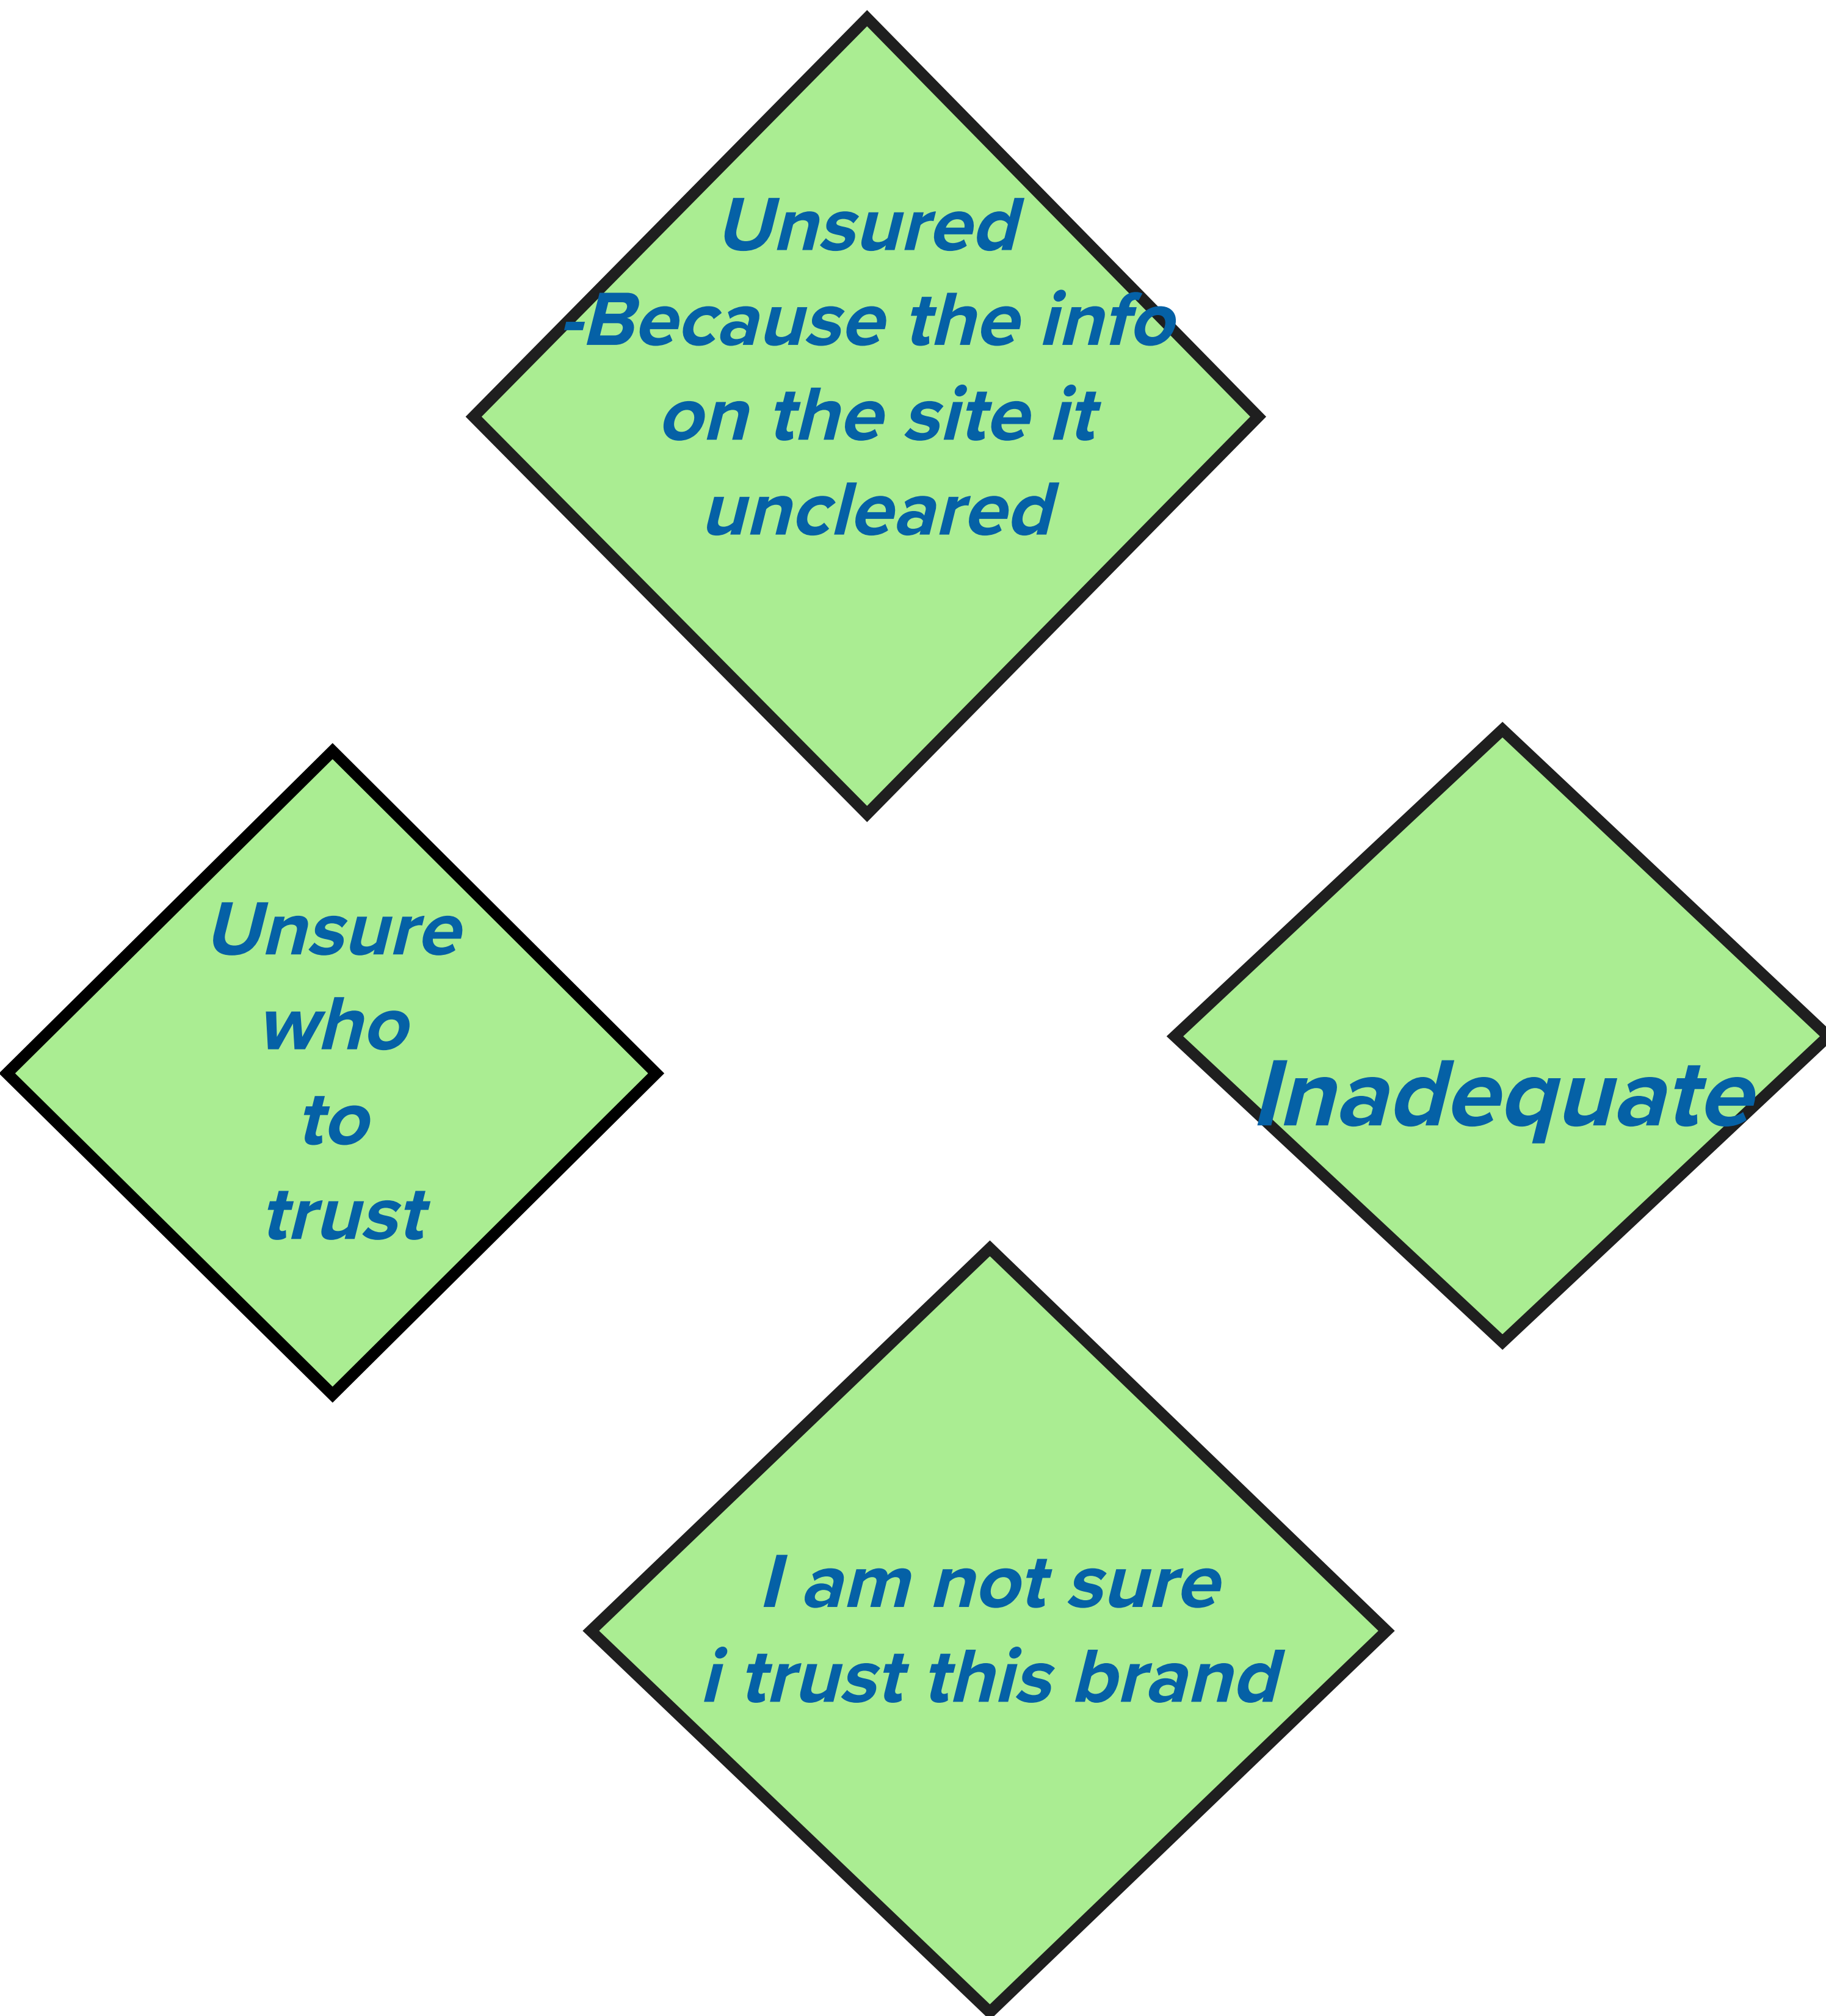 Unsured
-Because the info
on the site it
uncleared
Unsure
who
to
trust
Inadequate
I am not sure
i trust this brand